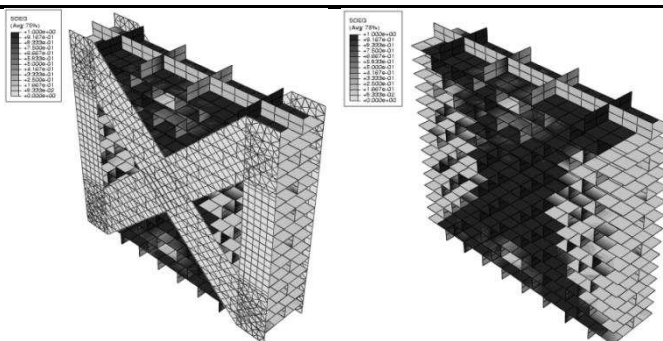 SDEG
(Avg: 75%)
+1.000e+00
+9.167e-01
+8.333e-01
+7.500e-01
+6.667e-01
+5.833e-01
+5.000e-01
+4.167e-01
+3.333e-01
+2.500e-01
+1.667e-01
+8.333e-02
+0.000e+00
SDEG
(Avg: 75%)
+1.000e+00
+9.167e-01
+8.333e-01
+7.500e-01
+6.667e-01
+5.833e-01
+5.000e-01
+4.167e-01
+3.333e-01
+2.500e-01
+1.667e-01
+8.333e-02
+0.000e+00